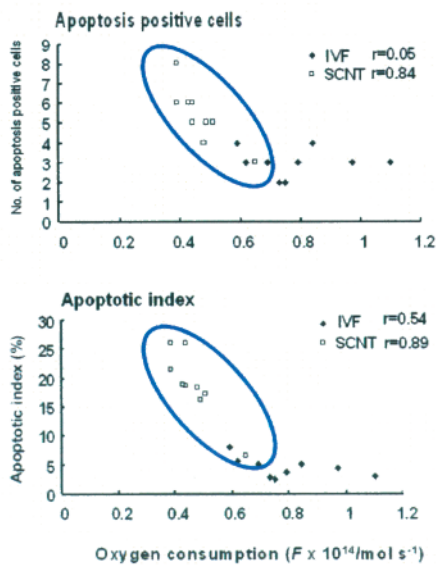 Apoptosis positive cells
No. of apoptosis positive cells
9
8
7
6
5
4
3
2
1
0
0 0.2 0.4 0.6 0.8 1 1.2
IVF r=0.05
SCNT r=0.84
Apoptotic index
Apoptotic index (%)
30
25
20
15
10
5
0
0 0.2 0.4 0.6 0.8 1 1.2
IVF r=0.54
SCNT r=0.89
Oxygen consumption (F x 10¹⁴/mol s⁻¹)